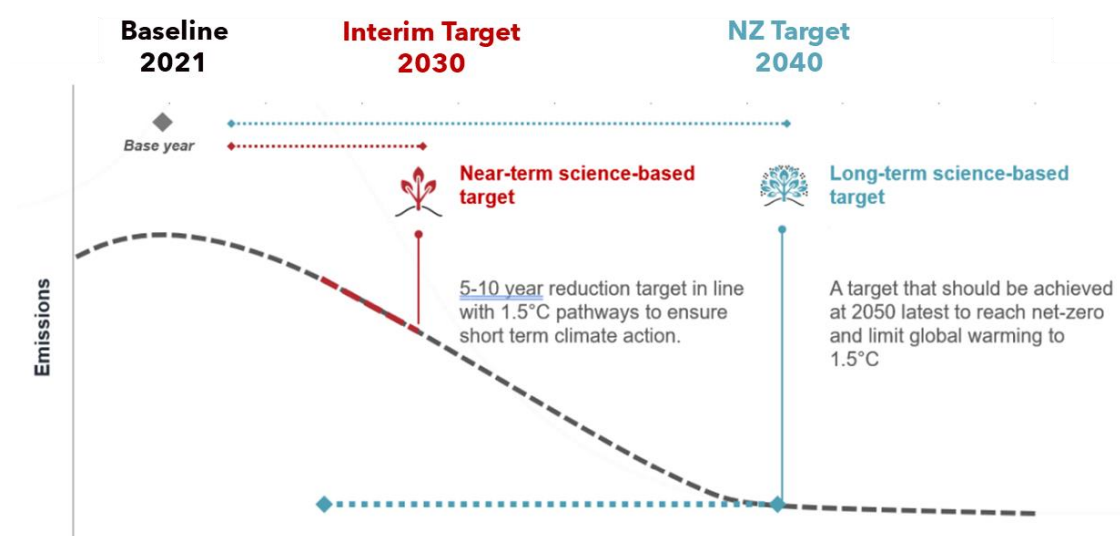 Baseline
2021
Interim Target
2030
NZ Target
2040
Base year
Near-term science-based
target
Long-term science-based
target
5-10 year reduction target in line
with 1.5°C pathways to ensure
short term climate action.
A target that should be achieved
at 2050 latest to reach net-zero
and limit global warming to
1.5°C
Emissions